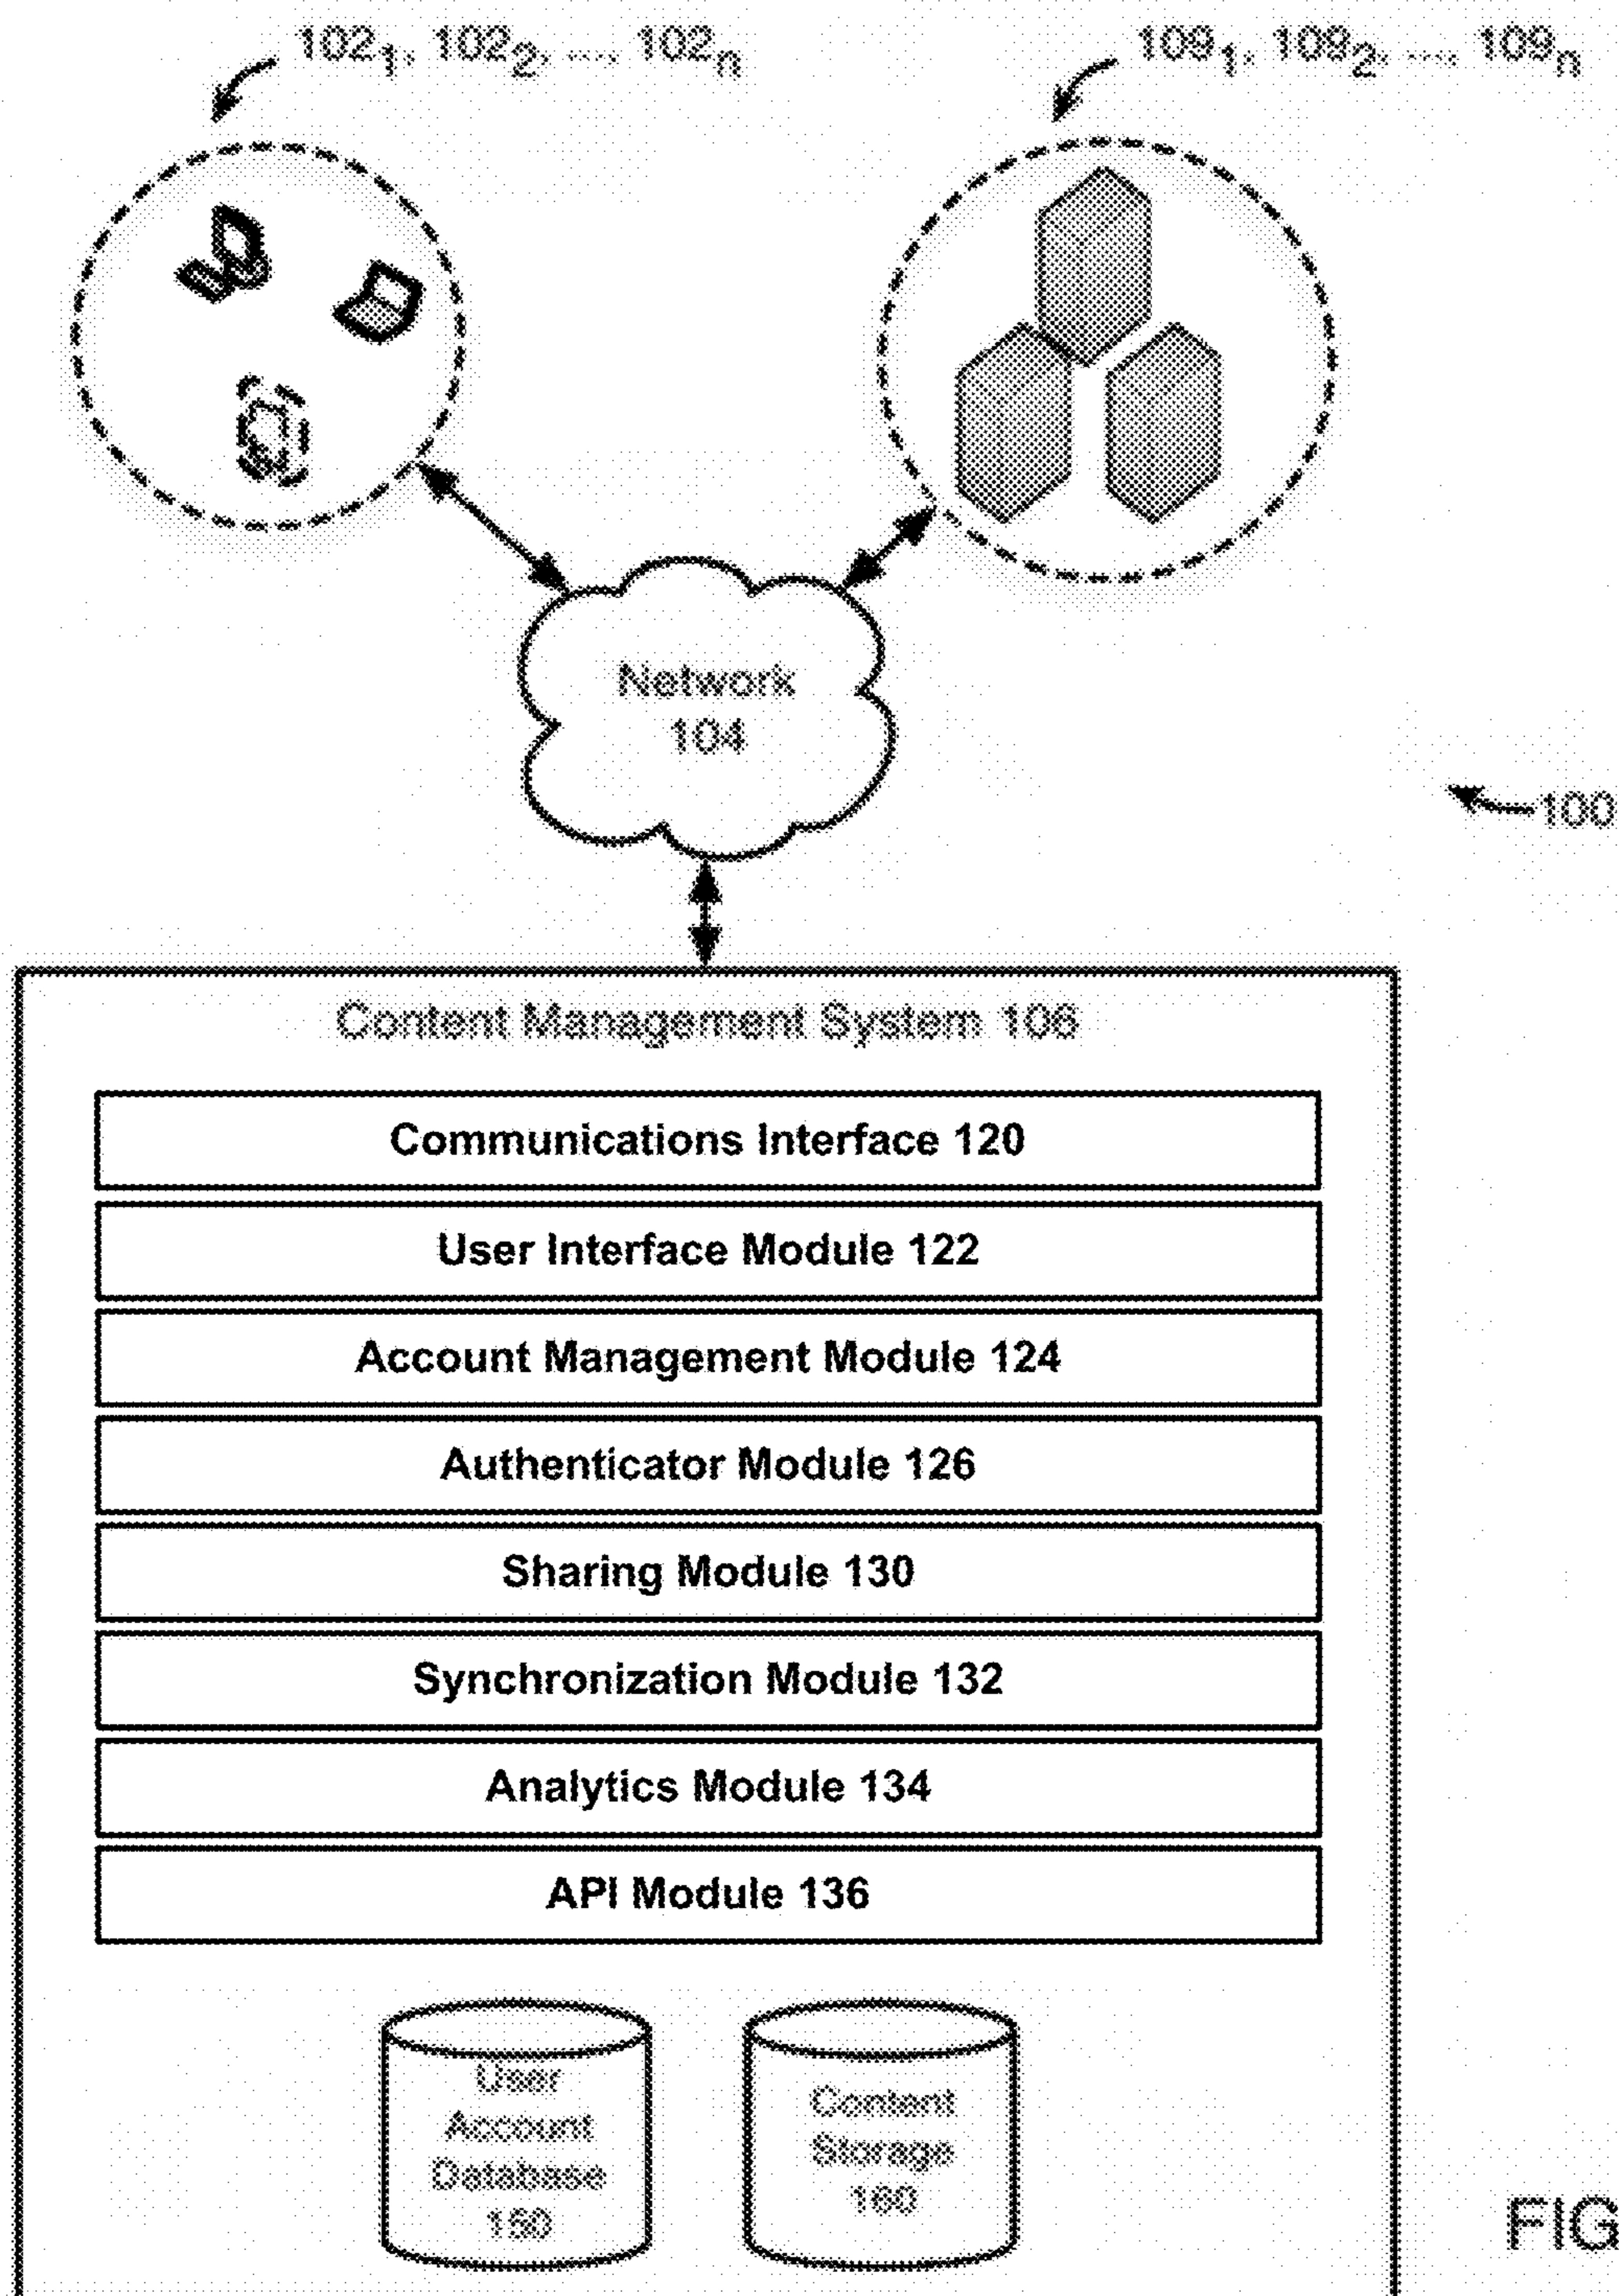 102₁, 102₂, ..., 102ₙ
109₁, 109₂, ..., 109ₙ
Network
104
100
Content Management System 106
Communications Interface 120
User Interface Module 122
Account Management Module 124
Authenticator Module 126
Sharing Module 130
Synchronization Module 132
Analytics Module 134
API Module 136
User
Account
Database
150
Content
Storage
160
FIG